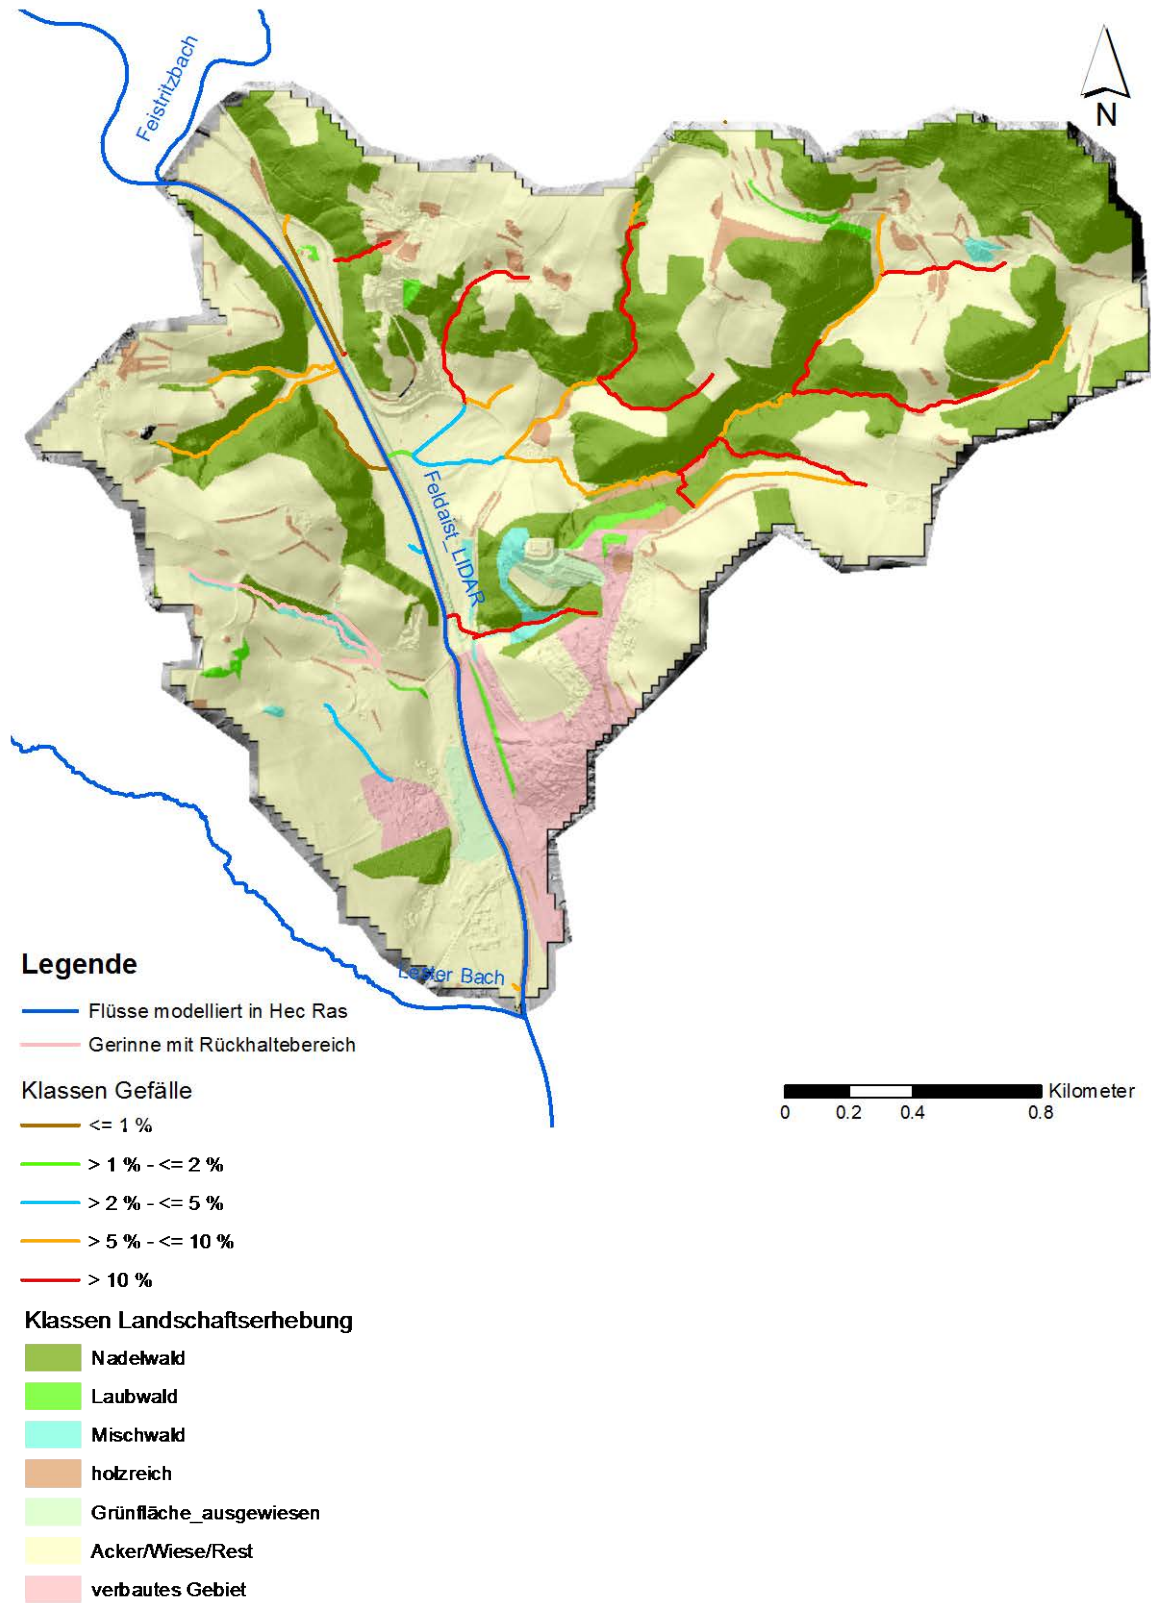 Feistritzbach
N
Feldaist_LIDAR
Lester Bach
Legende
Flüsse modelliert in Hec Ras
Gerinne mit Rückhaltebereich
Klassen Gefälle
<= 1 %
> 1 % - <= 2 %
> 2 % - <= 5 %
> 5 % - <= 10 %
> 10 %
Kilometer
0 0.2 0.4 0.8
Klassen Landschaftserhebung
Nadelwald
Laubwald
Mischwald
holzreich
Grünfläche_ausgewiesen
Acker/Wiese/Rest
verbautes Gebiet